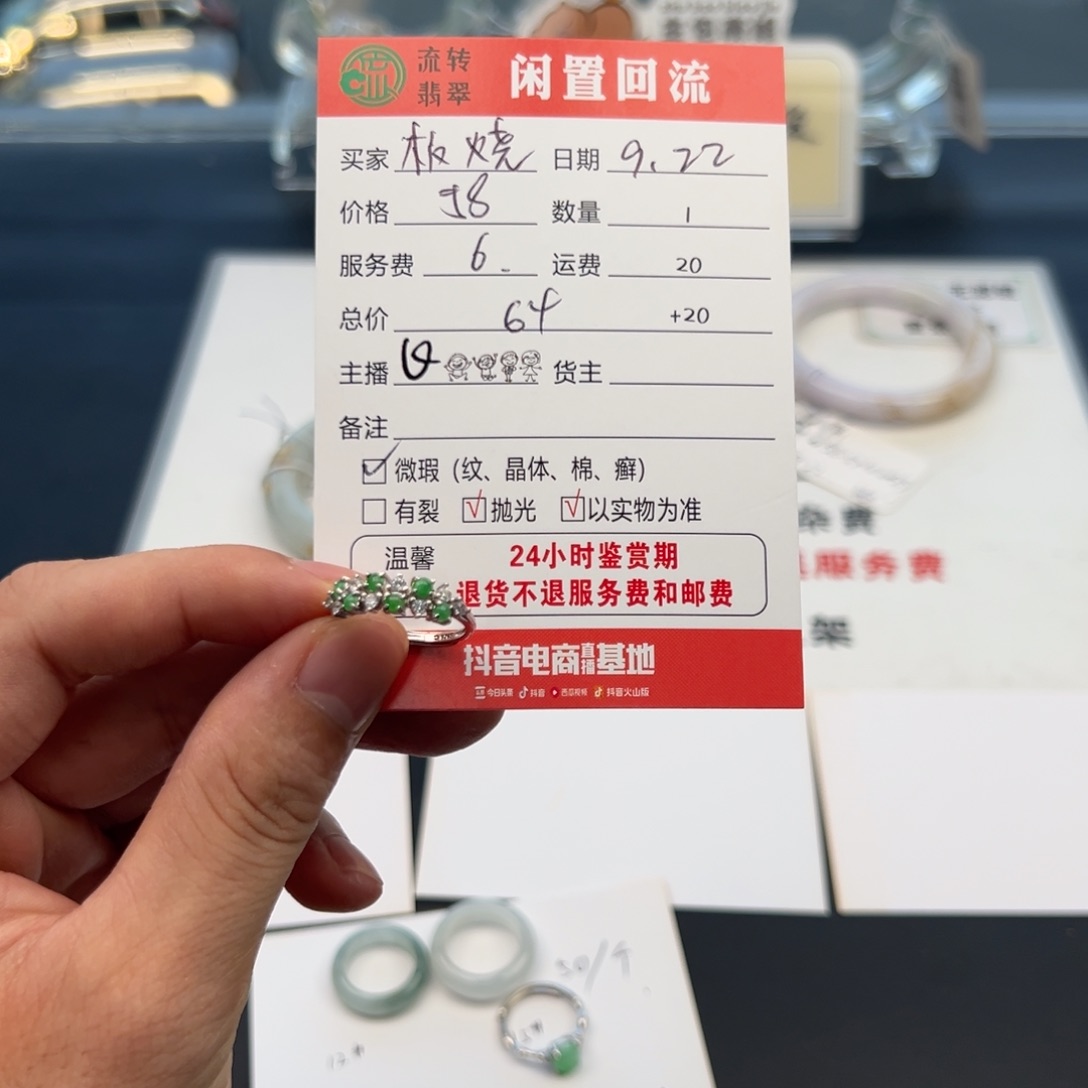 流转
翡翠
闲置回流
买家 板烧 日期 9.22
价格 58 数量 1
服务费 6. 运费 20
总价 64 +20
主播 货主
备注
微瑕（纹、晶体、棉、癣）
有裂 √抛光 √以实物为准
温馨 24小时鉴赏期
退货不退服务费和邮费
抖音电商直播基地
今日头条 抖音 西瓜视频 抖音火山版
杂费
服务费
架